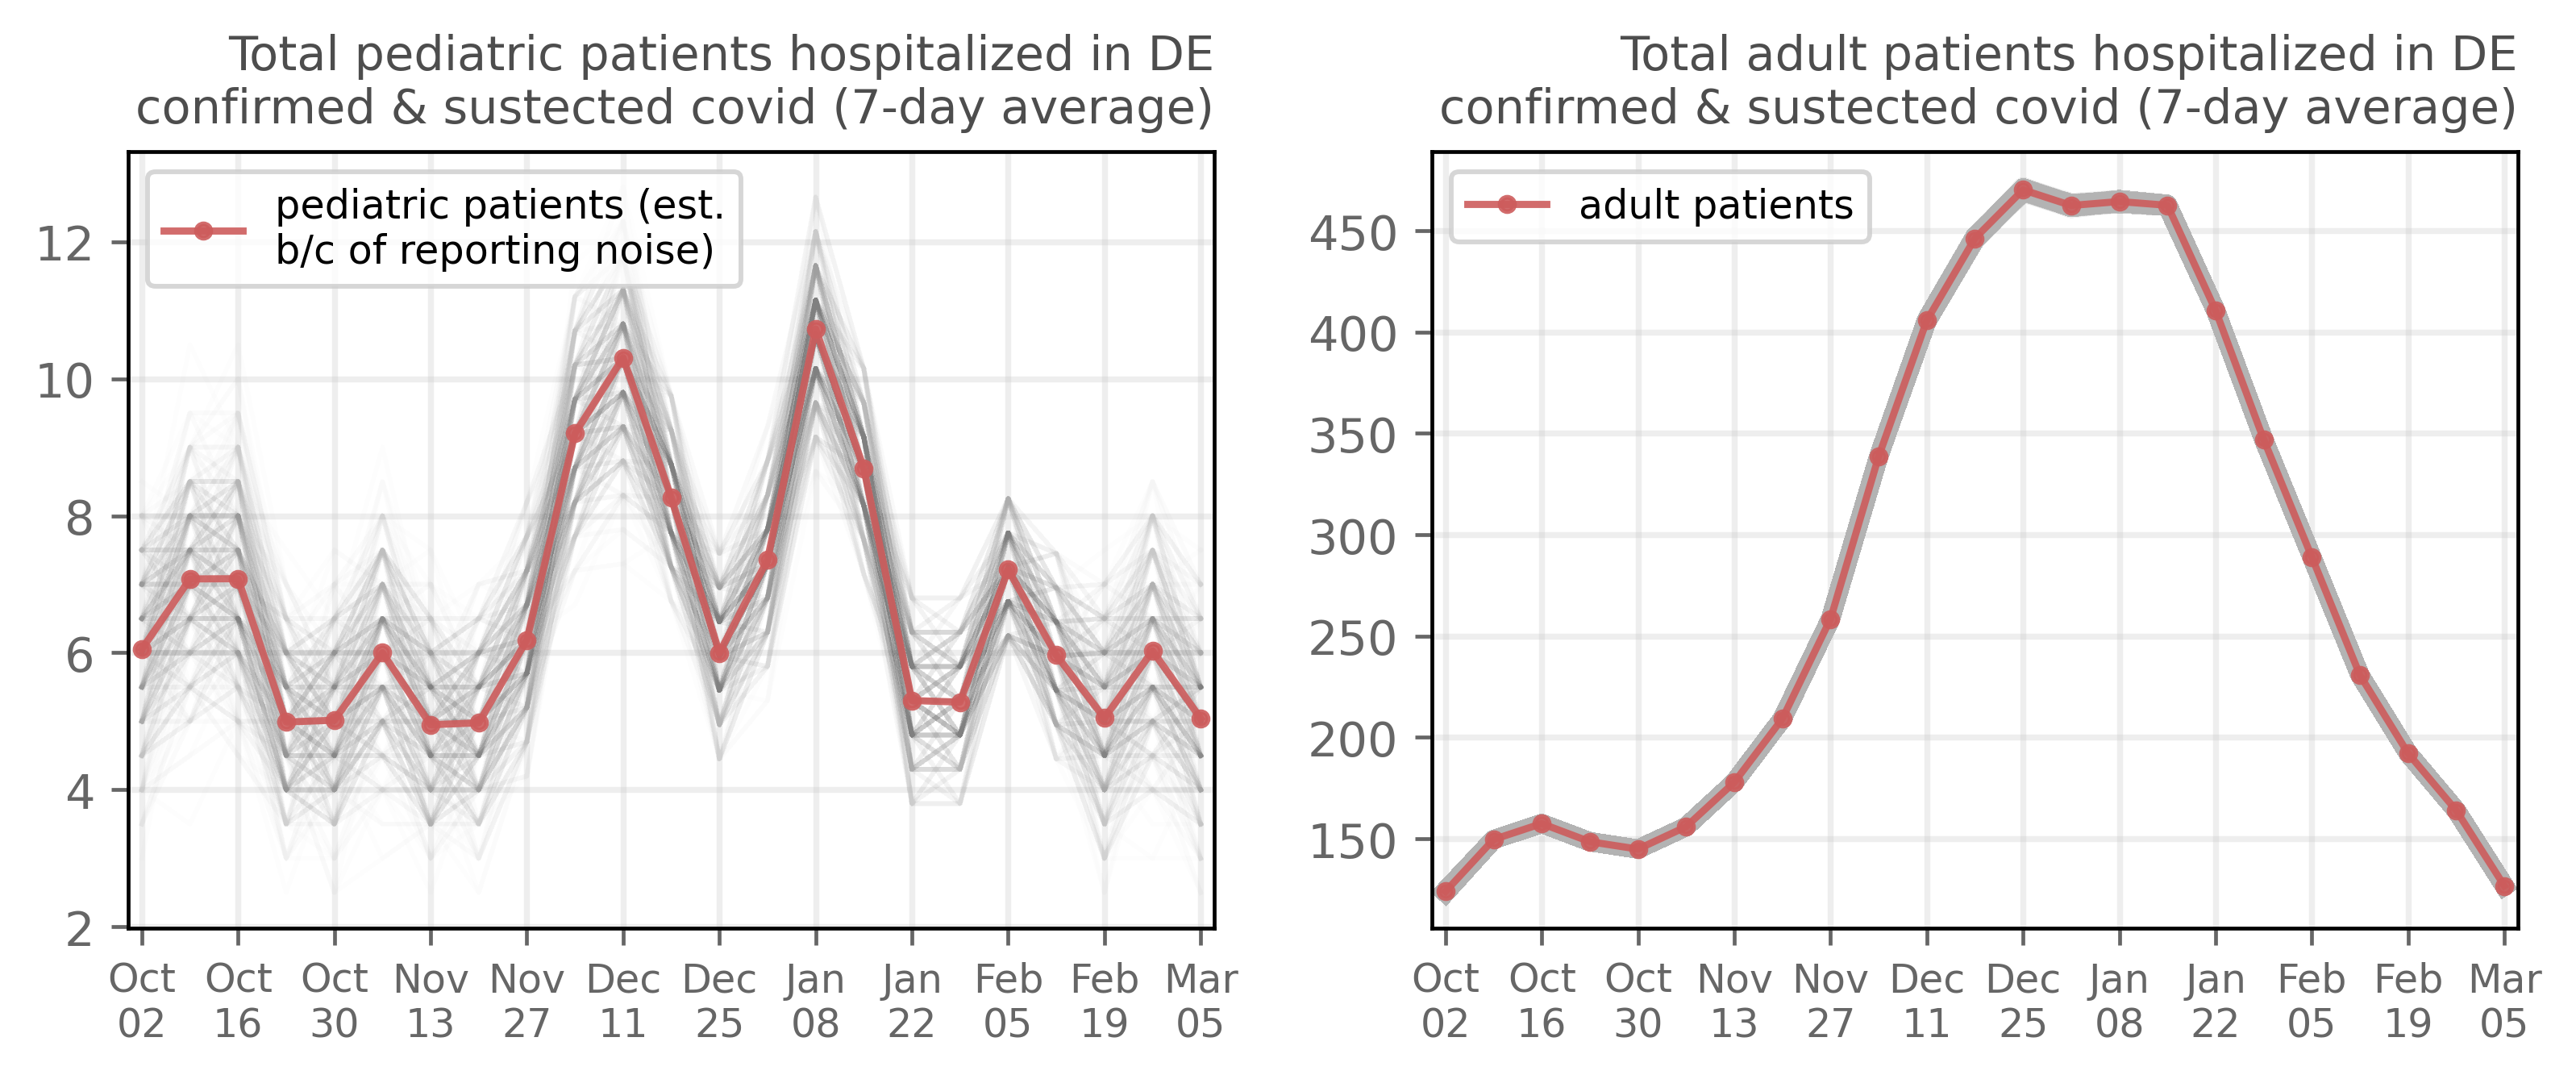 Total pediatric patients hospitalized in DE
confirmed & sustected covid (7-day average)
pediatric patients (est.
b/c of reporting noise)
12
10
8
6
4
2
Oct Oct Oct Nov Nov Dec Dec Jan Jan Feb Feb Mar
02 16 30 13 27 11 25 08 22 05 19 05
Total adult patients hospitalized in DE
confirmed & sustected covid (7-day average)
adult patients
450
400
350
300
250
200
150
Oct Oct Oct Nov Nov Dec Dec Jan Jan Feb Feb Mar
02 16 30 13 27 11 25 08 22 05 19 05